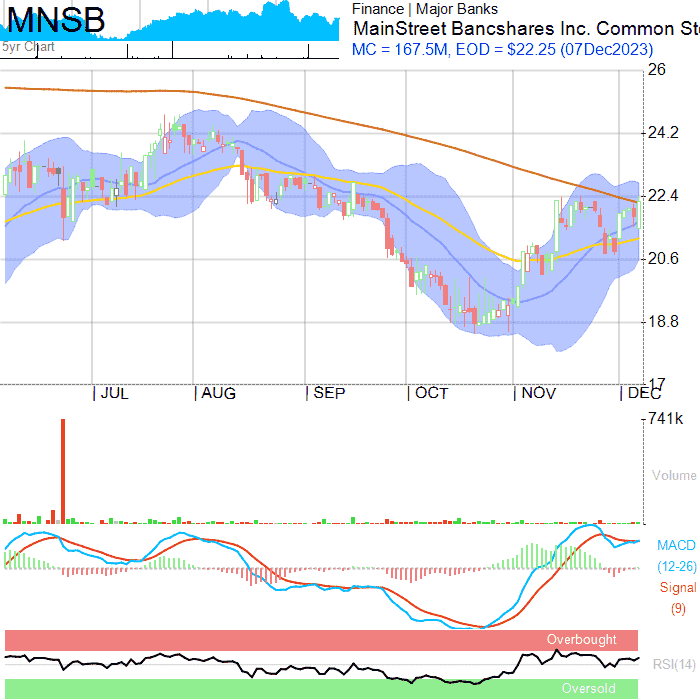 MNSB
5yr Chart
Finance | Major Banks
MainStreet Bancshares Inc. Common Sto
MC = 167.5M, EOD = $22.25 (07Dec2023)
26
24.2
22.4
20.6
18.8
17
JUL AUG SEP OCT NOV DEC
741k
Volume
MACD
(12-26)
Signal
(9)
Overbought
RSI(14)
Oversold